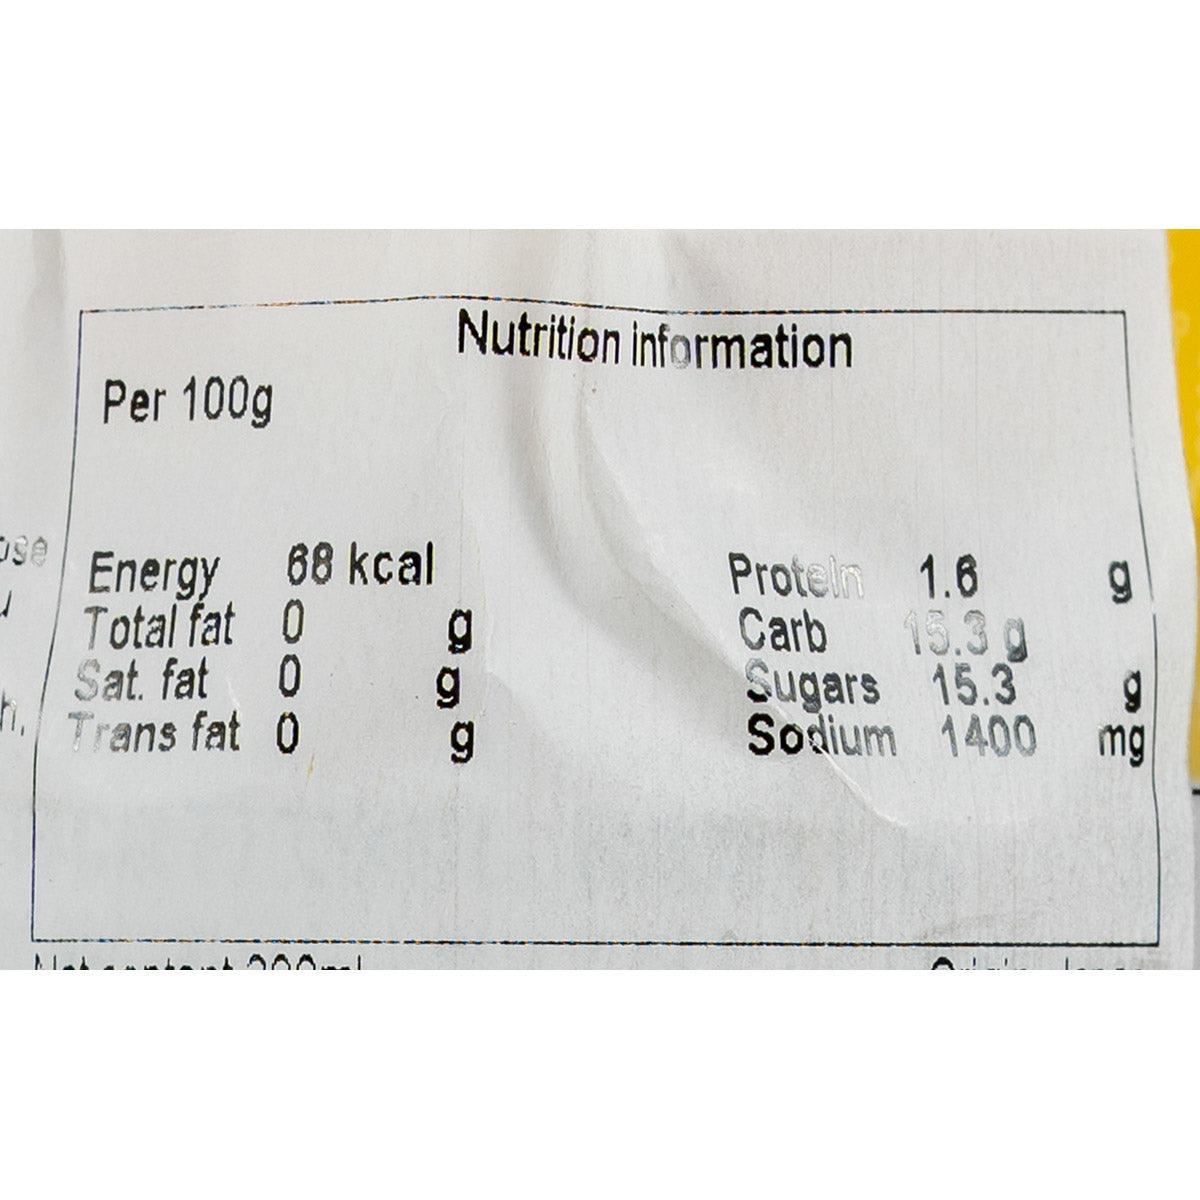 Nutrition information
Per 100g
Energy 68 kcal
Total fat 0 g
Sat. fat 0 g
Trans fat 0 g
Protein 1.6 g
Carb 15.3 g
Sugars 15.3 g
Sodium 1400 mg